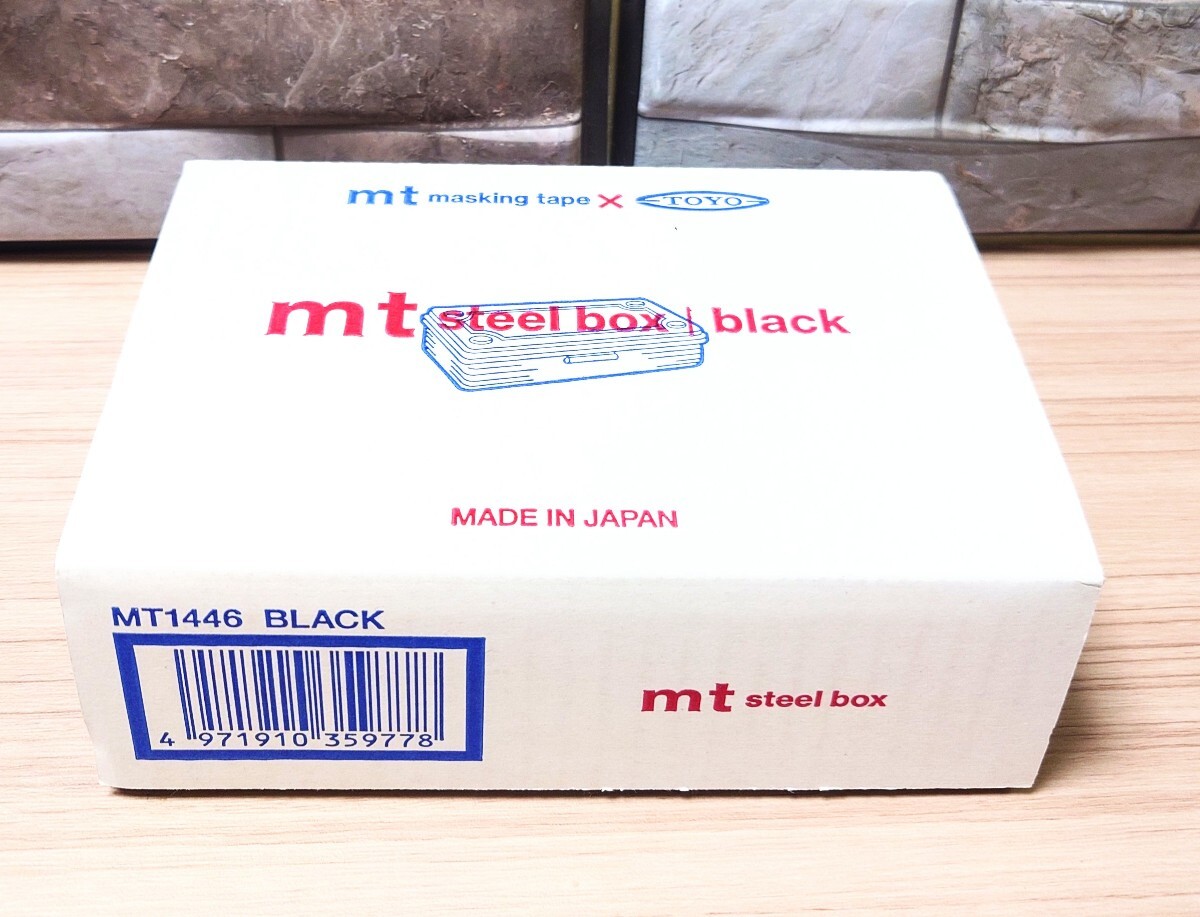 mt masking tape × TOYO
mt steel box | black
MADE IN JAPAN
MT1446 BLACK
4 971910 359778
mt steel box